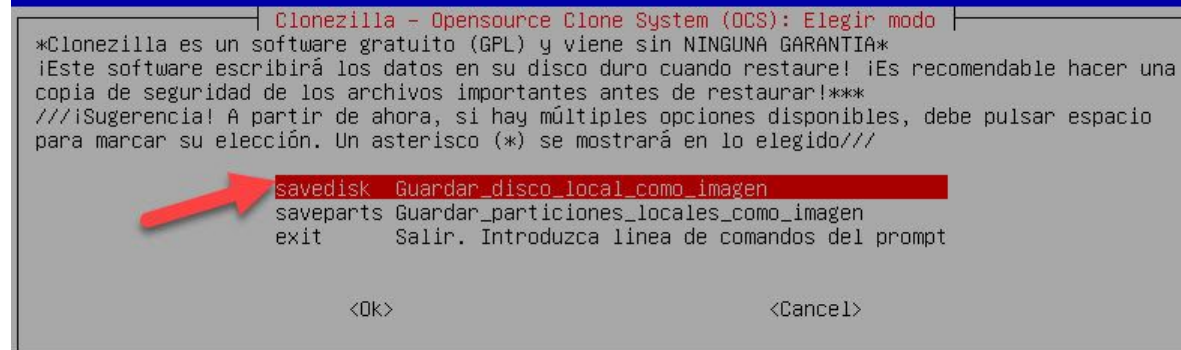 Clonezilla - Opensource Clone System (OCS): Elegir modo
*Clonezilla es un software gratuito (GPL) y viene sin NINGUNA GARANTIA*
¡Este software escribirá los datos en su disco duro cuando restaure! ¡Es recomendable hacer una
copia de seguridad de los archivos importantes antes de restaurar!***
///¡Sugerencia! A partir de ahora, si hay múltiples opciones disponibles, debe pulsar espacio
para marcar su elección. Un asterisco (*) se mostrará en lo elegido///
savedisk Guardar_disco_local_como_imagen
saveparts Guardar_particiones_locales_como_imagen
exit Salir. Introduzca linea de comandos del prompt
<Ok> <Cancel>